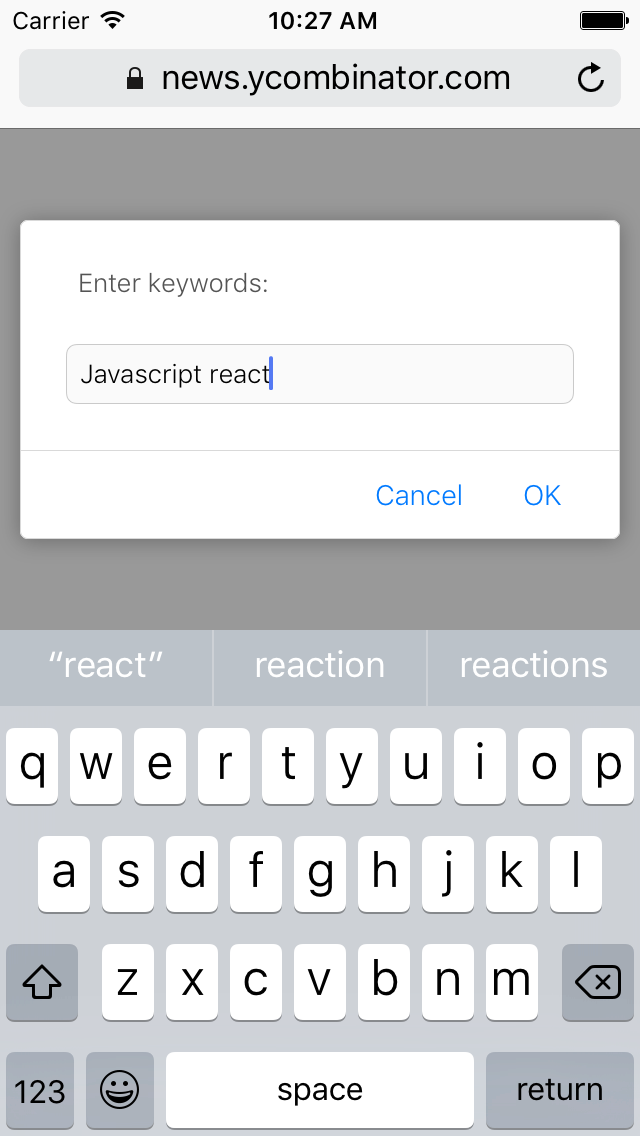 Carrier 10:27 AM
news.ycombinator.com
Enter keywords:
Javascript react
Cancel OK
“react” reaction reactions
q w e r t y u i o p
a s d f g h j k l
z x c v b n m
123 space return